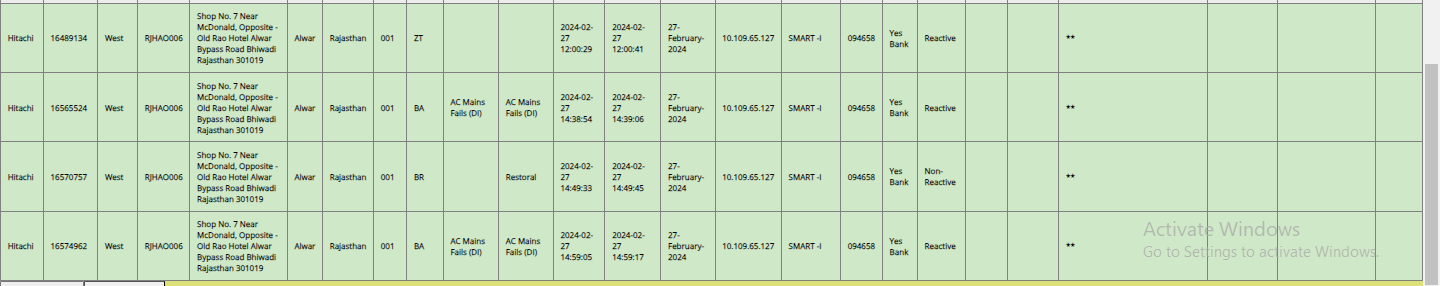 Hitachi 16489134 West RJHAO006 Shop No. 7 Near McDonald, Opposite - Old Rao Hotel Alwar Bypass Road Bhiwadi Rajasthan 301019 Alwar Rajasthan 001 ZT 2024-02-27 12:00:29 2024-02-27 12:00:41 27-February-2024 10.109.65.127 SMART -I 094658 Yes Bank Reactive **
Hitachi 16565524 West RJHAO006 Shop No. 7 Near McDonald, Opposite - Old Rao Hotel Alwar Bypass Road Bhiwadi Rajasthan 301019 Alwar Rajasthan 001 BA AC Mains Fails (DI) AC Mains Fails (DI) 2024-02-27 14:38:54 2024-02-27 14:39:06 27-February-2024 10.109.65.127 SMART -I 094658 Yes Bank Reactive **
Hitachi 16570757 West RJHAO006 Shop No. 7 Near McDonald, Opposite - Old Rao Hotel Alwar Bypass Road Bhiwadi Rajasthan 301019 Alwar Rajasthan 001 BR Restoral 2024-02-27 14:49:33 2024-02-27 14:49:45 27-February-2024 10.109.65.127 SMART -I 094658 Yes Bank Non-Reactive **
Hitachi 16574962 West RJHAO006 Shop No. 7 Near McDonald, Opposite - Old Rao Hotel Alwar Bypass Road Bhiwadi Rajasthan 301019 Alwar Rajasthan 001 BA AC Mains Fails (DI) AC Mains Fails (DI) 2024-02-27 14:59:05 2024-02-27 14:59:17 27-February-2024 10.109.65.127 SMART -I 094658 Yes Bank Reactive **
Activate Windows
Go to Settings to activate Windows.